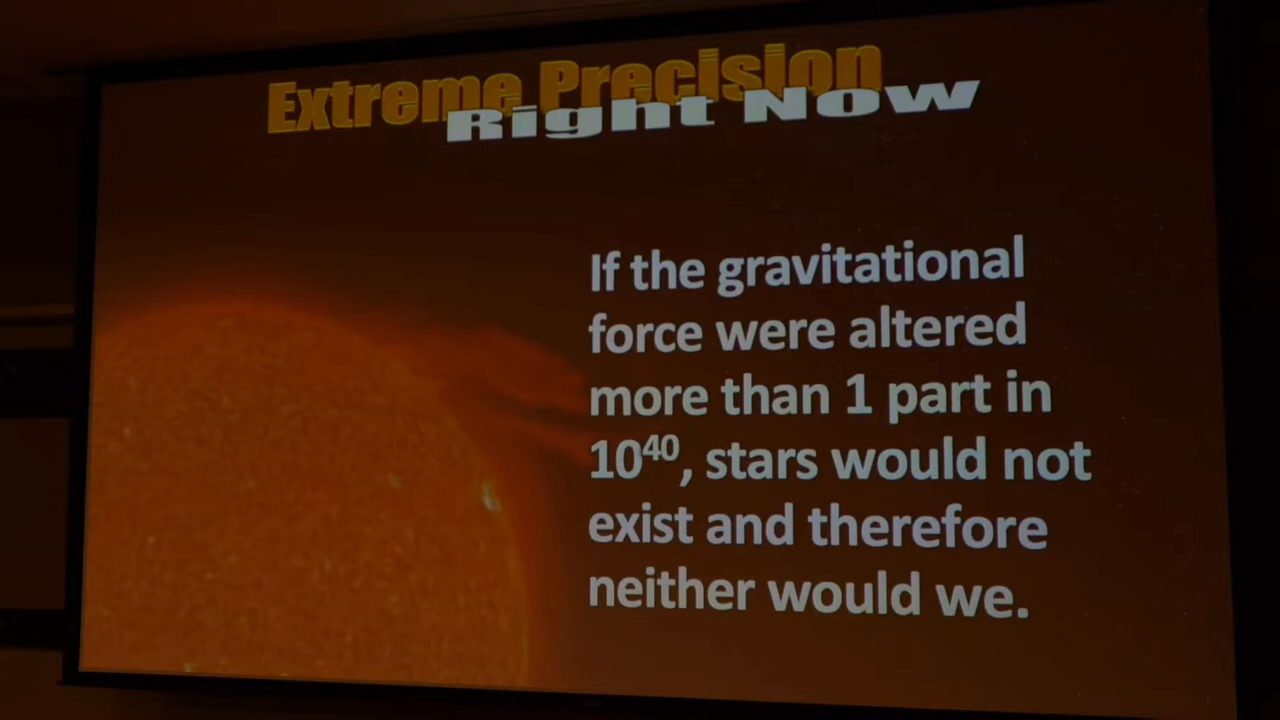 Extreme Precision
Right Now
If the gravitational
force were altered
more than 1 part in
10⁴⁰, stars would not
exist and therefore
neither would we.